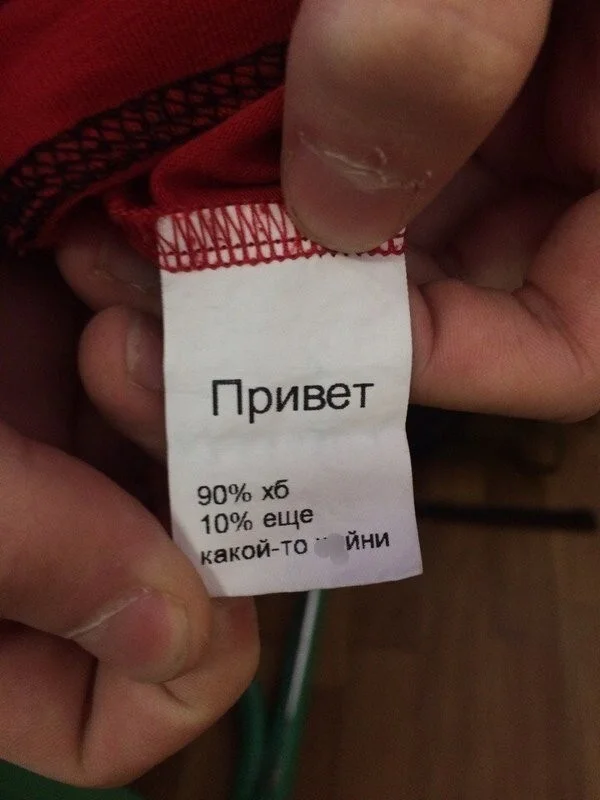 Привет
90% хб
10% еще
какой-то